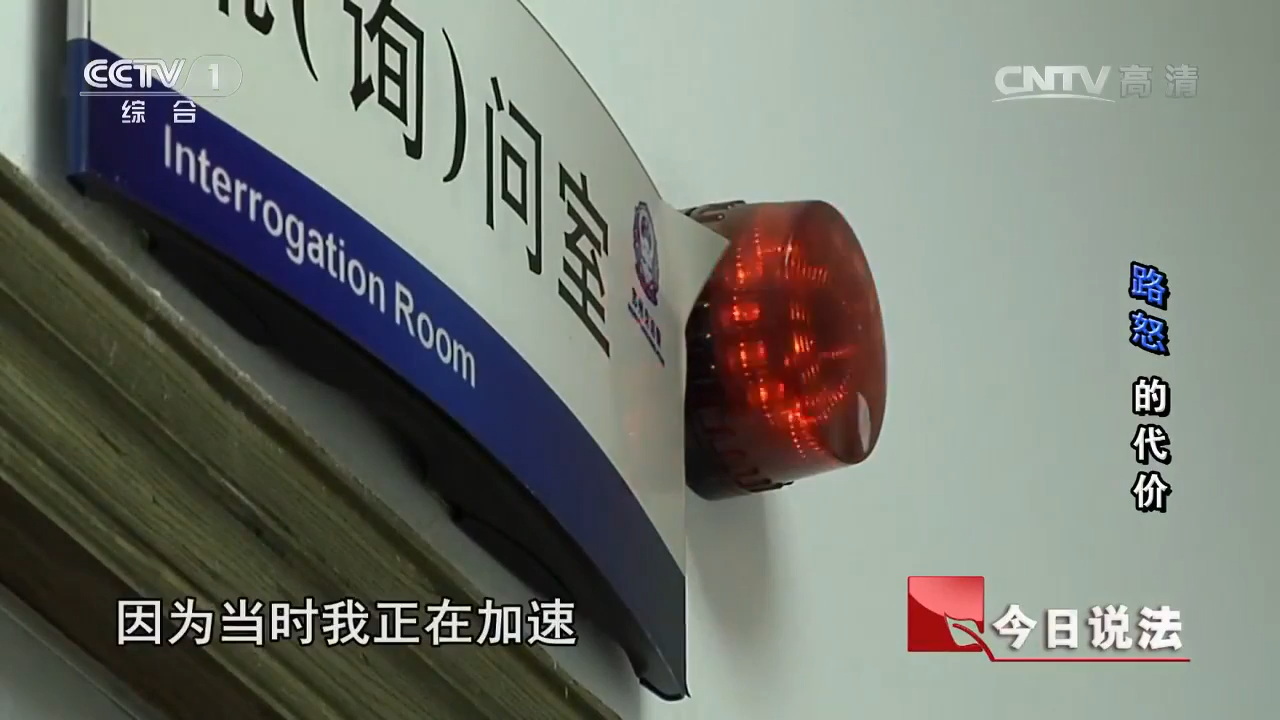 CCTV 1
综合
CNTV 高清
(询)问室
Interrogation Room
路怒的代价
因为当时我正在加速
今日说法